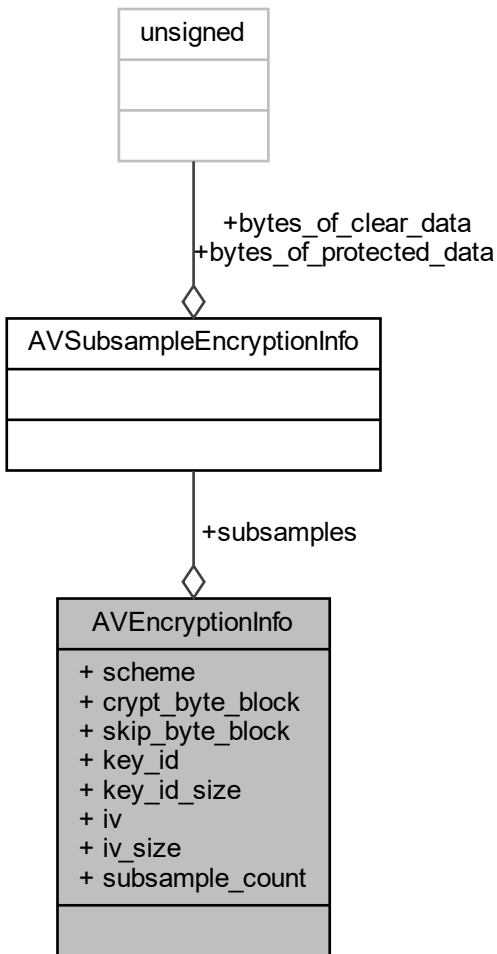 unsigned
+bytes_of_clear_data
+bytes_of_protected_data
AVSubsampleEncryptionInfo
+subsamples
AVEncryptionInfo
+ scheme
+ crypt_byte_block
+ skip_byte_block
+ key_id
+ key_id_size
+ iv
+ iv_size
+ subsample_count